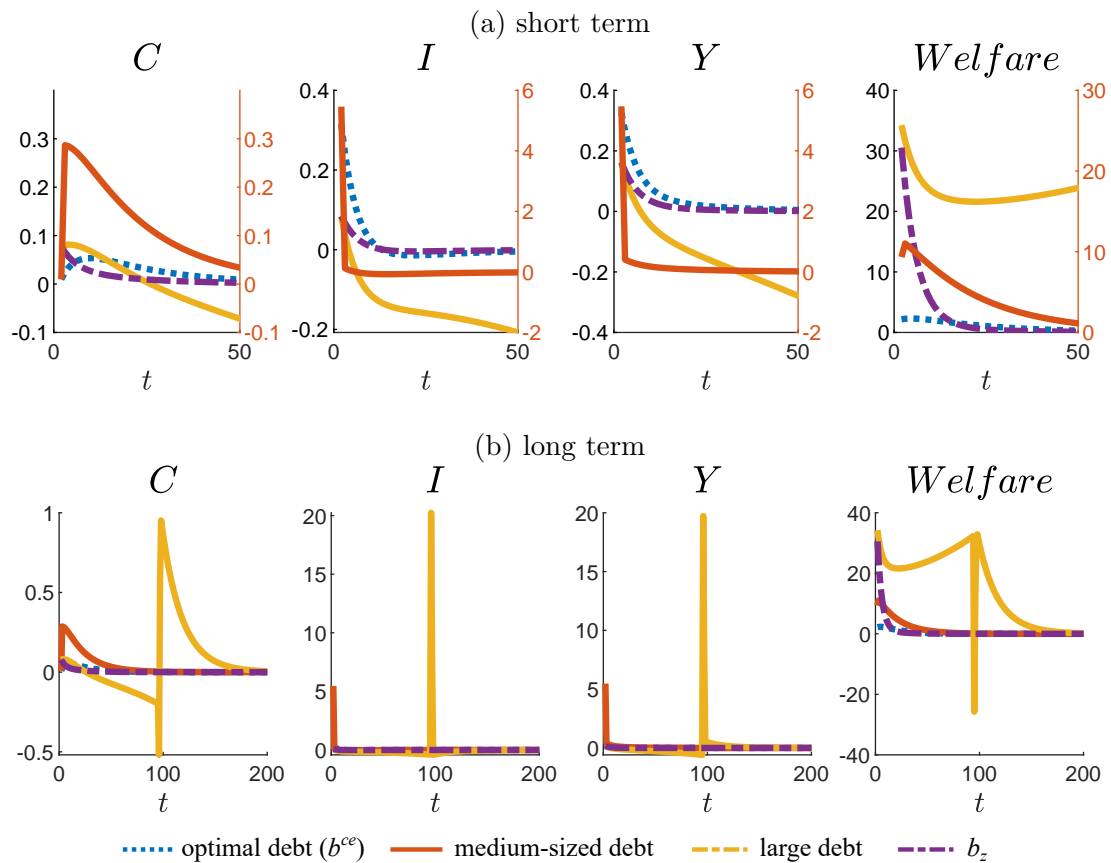 (a) short term
C I Y Welfare
0.3 0.2 0.1 0 -0.1 0.3 0.2 0.1 0 -0.1 0 50
0.4 0.2 0 -0.2 6 4 2 0 -2 0 50
0.4 0.2 0 -0.2 -0.4 6 4 2 0 -2 0 50
40 30 20 10 0 30 20 10 0 0 50
t t t t
(b) long term
C I Y Welfare
1 0.5 0 -0.5 0 100 200
20 15 10 5 0 0 100 200
20 15 10 5 0 0 100 200
40 20 0 -20 -40 0 100 200
t t t t
optimal debt (b^{ce}) medium-sized debt large debt b_z